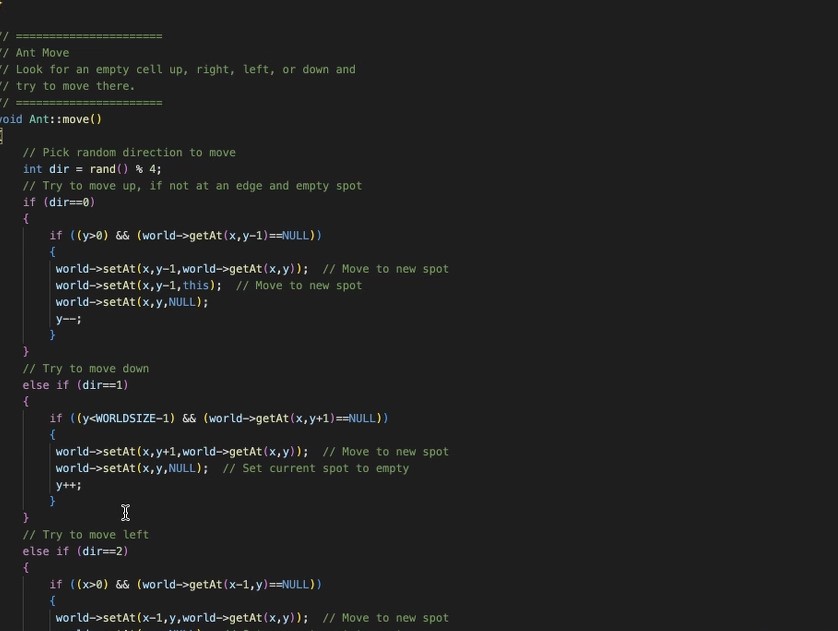 // ======================
// Ant Move
// Look for an empty cell up, right, left, or down and
// try to move there.
// ======================
void Ant::move()
{
// Pick random direction to move
int dir = rand() % 4;
// Try to move up, if not at an edge and empty spot
if (dir==0)
{
if ((y>0) && (world->getAt(x,y-1)==NULL))
{
world->setAt(x,y-1,world->getAt(x,y));  // Move to new spot
world->setAt(x,y-1,this);  // Move to new spot
world->setAt(x,y,NULL);
y--;
}
}
// Try to move down
else if (dir==1)
{
if ((y<WORLDSIZE-1) && (world->getAt(x,y+1)==NULL))
{
world->setAt(x,y+1,world->getAt(x,y));  // Move to new spot
world->setAt(x,y,NULL);  // Set current spot to empty
y++;
}
}
// Try to move left
else if (dir==2)
{
if ((x>0) && (world->getAt(x-1,y)==NULL))
{
world->setAt(x-1,y,world->getAt(x,y));  // Move to new spot